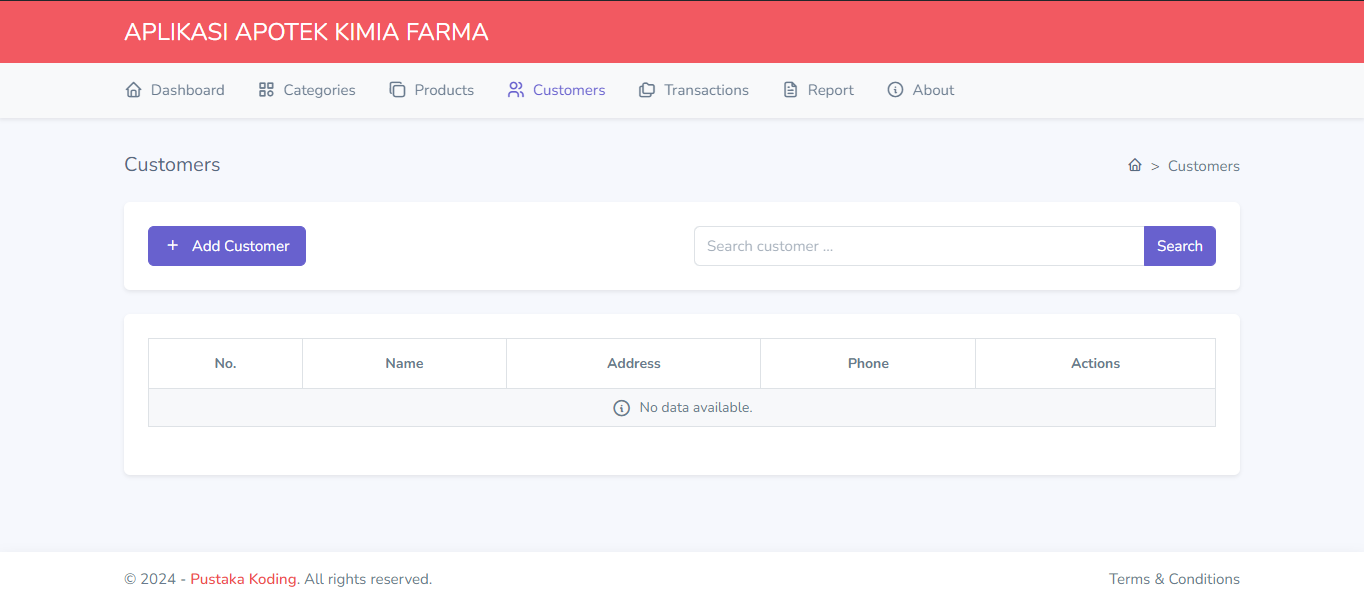 APLIKASI APOTEK KIMIA FARMA
Dashboard Categories Products Customers Transactions Report About
Customers > Customers
+ Add Customer Search customer ... Search
No. Name Address Phone Actions
No data available.
© 2024 - Pustaka Koding. All rights reserved. Terms & Conditions